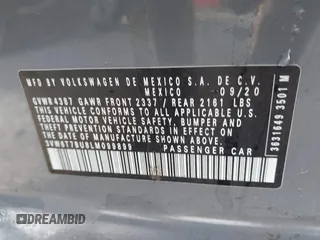 MFD BY VOLKSWAGEN DE MEXICO S.A. DE C.V.
MEXICO 09/20
GVWR4387 GAWR FRONT 2337 / REAR 2161 LBS
THIS VEHICLE CONFORMS TO ALL APPLICABLE U.S.
FEDERAL MOTOR VEHICLE SAFETY, BUMPER AND
THEFT PREVENTION STANDARDS IN EFFECT ON THE
DATE OF MANUFACTURE SHOWN ABOVE.
PASSENGER CAR
3631649 3501 M
DREAMBID